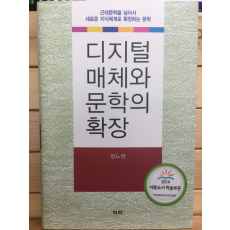 근대문학을 넘어서
새로운 지식체계로 확장하는 문학
디지털
매체와
문학의
확장
2014
세종도서 학술부문